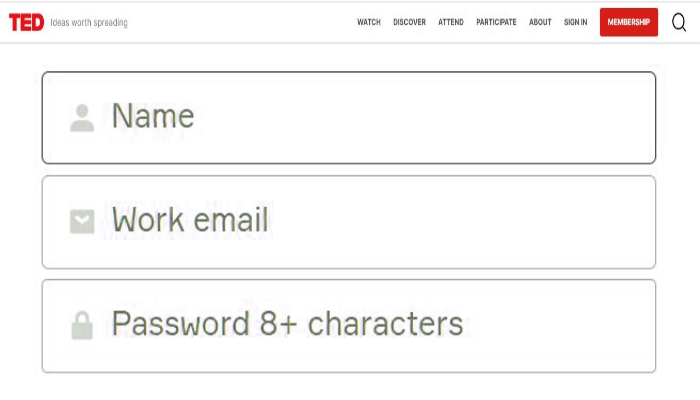 TED Ideas worth spreading WATCH DISCOVER ATTEND PARTICIPATE ABOUT SIGN IN MEMBERSHIP
Name
Work email
Password 8+ characters